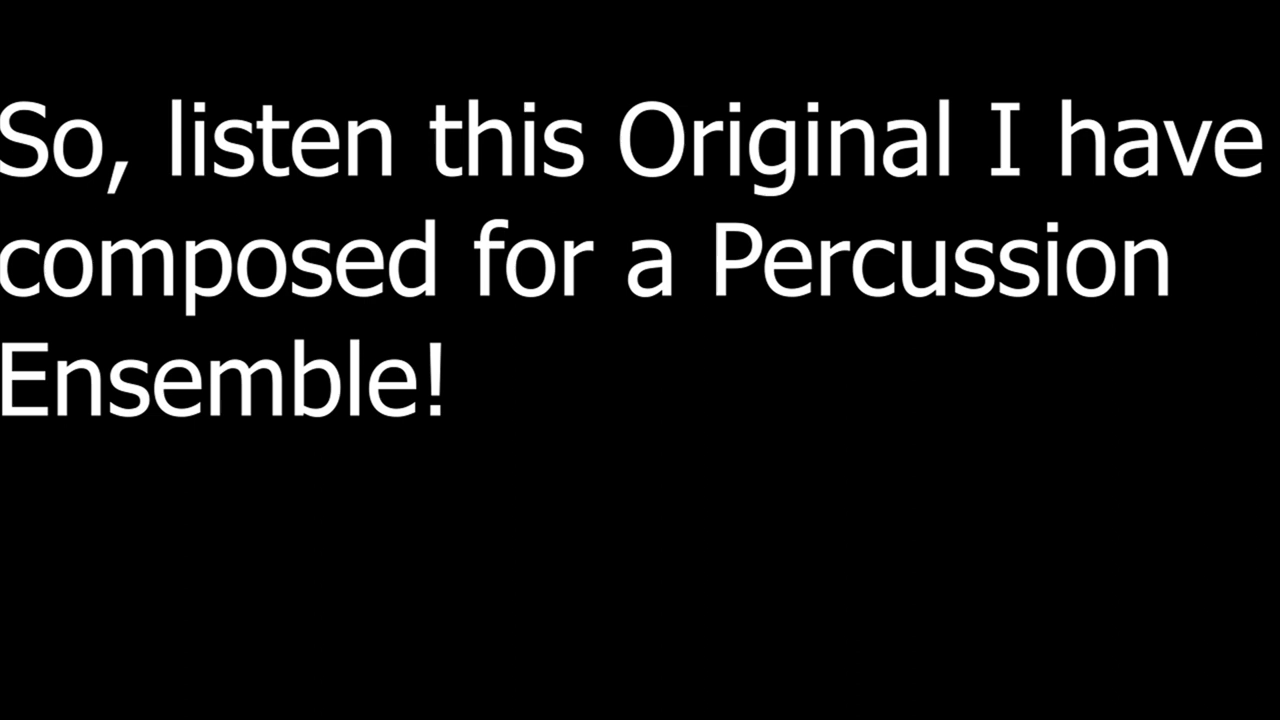 So, listen this Original I have
composed for a Percussion
Ensemble!